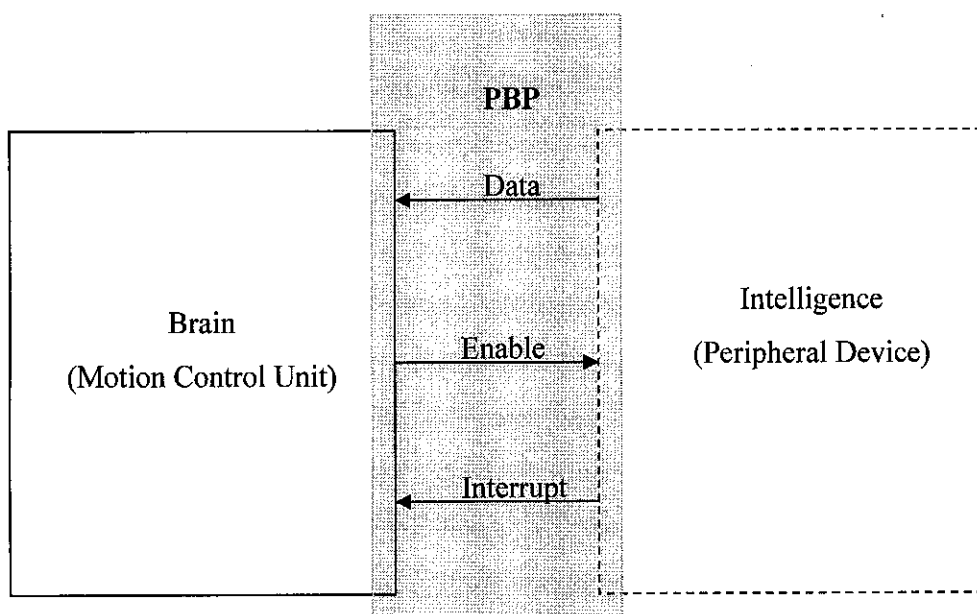 PBP
Data
Brain
(Motion Control Unit)
Enable
Intelligence
(Peripheral Device)
Interrupt